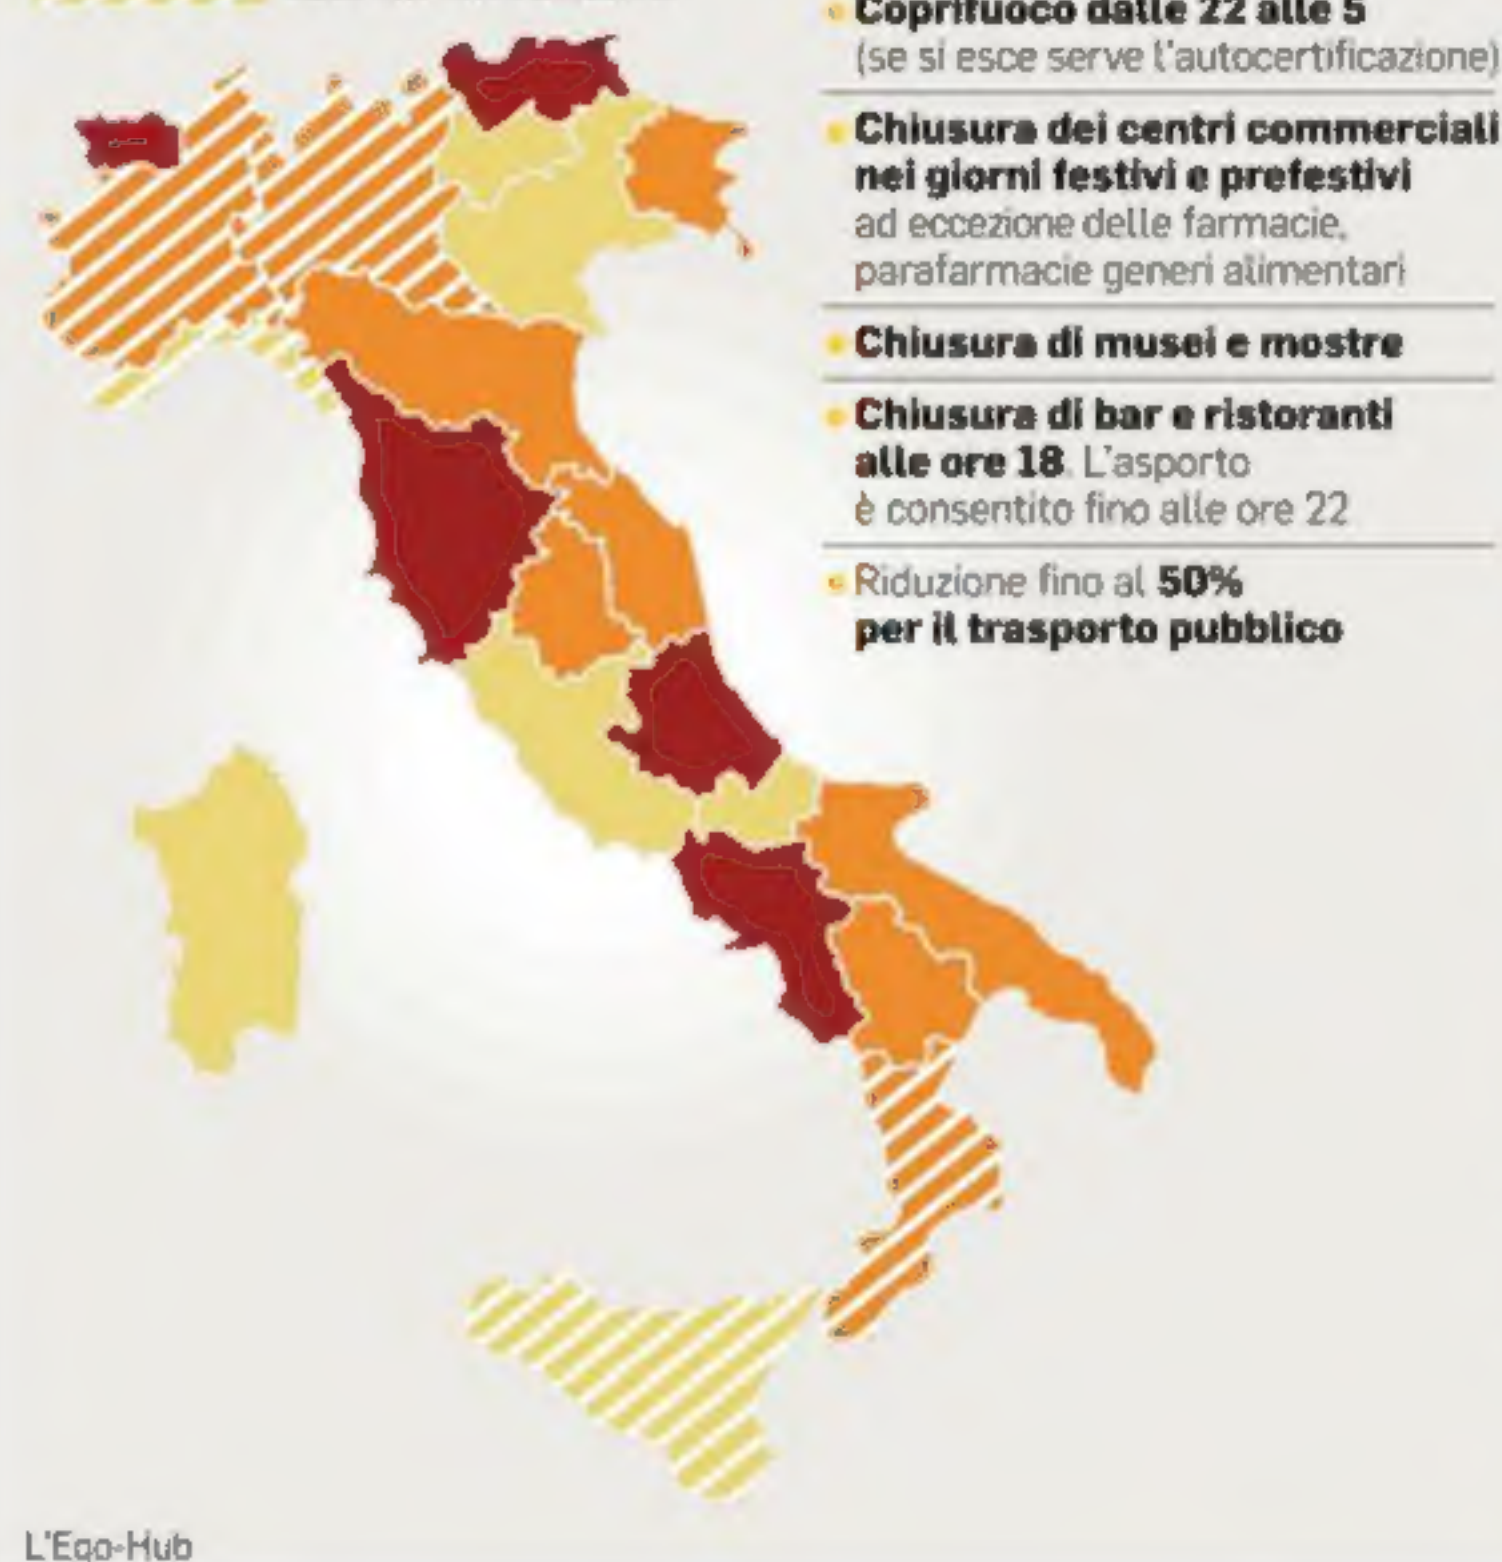 Coprifuoco dalle 22 alle 5
(se si esce serve l'autocertificazione)
Chiusura dei centri commerciali
nei giorni festivi e prefestivi
ad eccezione delle farmacie,
parafarmacie generi alimentari
Chiusura di musei e mostre
Chiusura di bar e ristoranti
alle ore 18. L'asporto
è consentito fino alle ore 22
Riduzione fino al 50%
per il trasporto pubblico
L'Ego-Hub